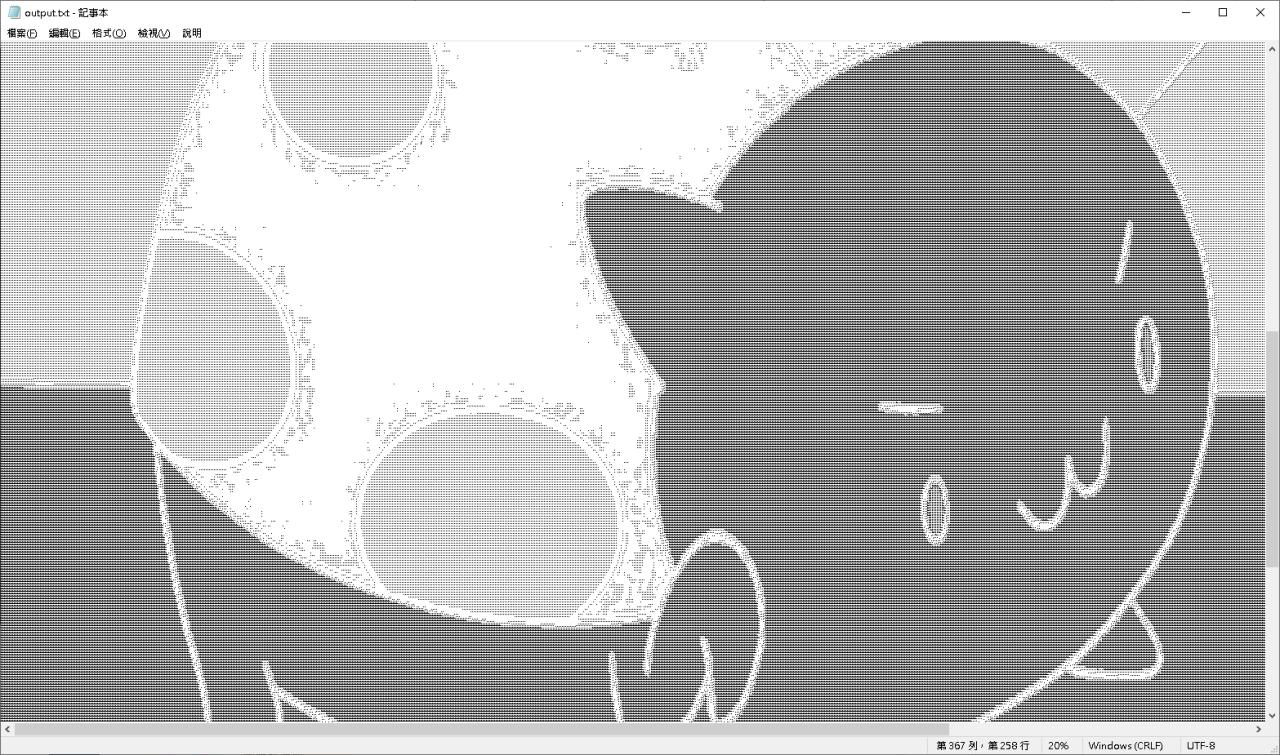 output.txt - 記事本
檔案(F) 編輯(E) 格式(O) 檢視(V) 說明
第 367 列，第 258 行 20% Windows (CRLF) UTF-8